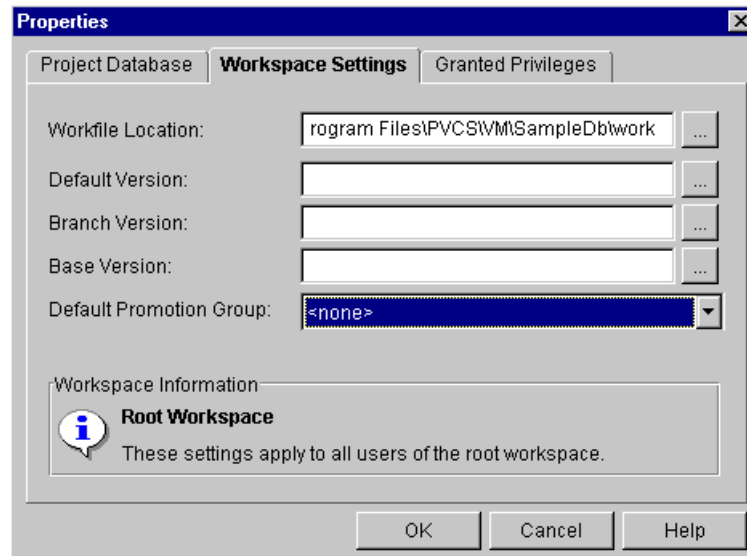 Properties
Project Database Workspace Settings Granted Privileges
Workfile Location: rogram Files\PVCS\VM\SampleDb\work ...
Default Version: ...
Branch Version: ...
Base Version: ...
Default Promotion Group: <none>
Workspace Information
Root Workspace
These settings apply to all users of the root workspace.
OK Cancel Help